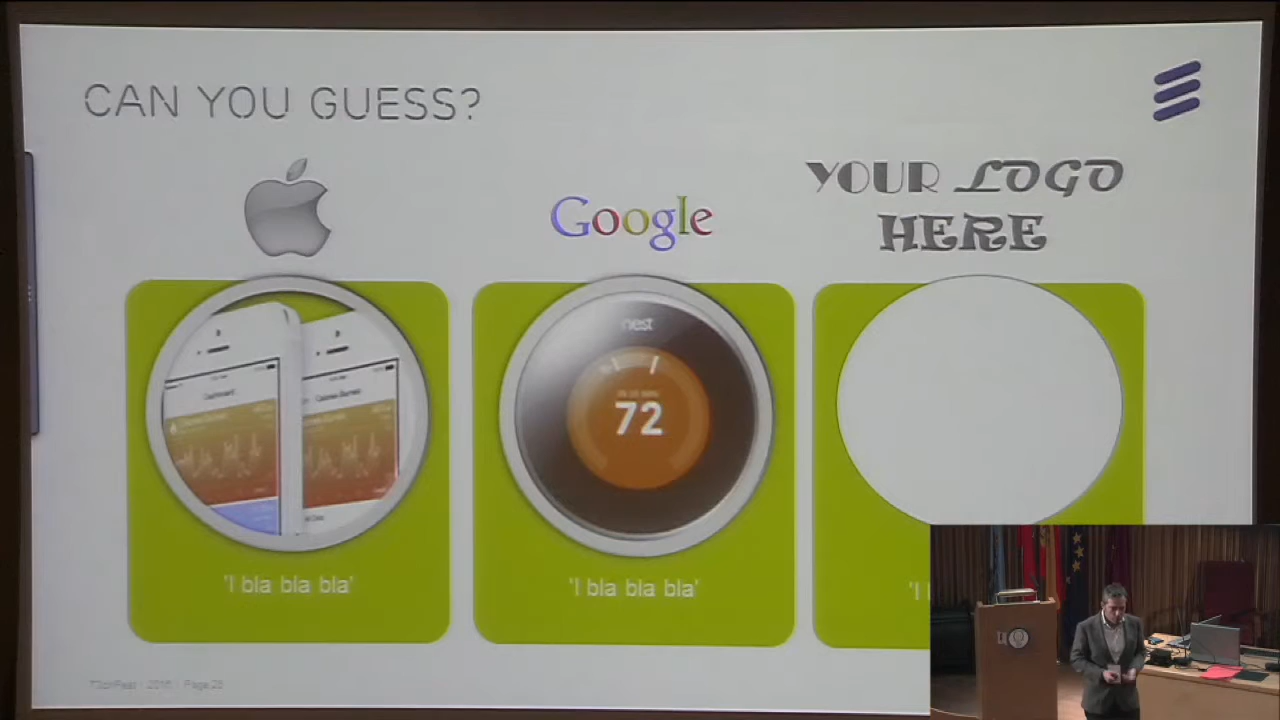 CAN YOU GUESS?
Google
YOUR LOGO
HERE
nest
72
'I bla bla bla'
'I bla bla bla'
'I